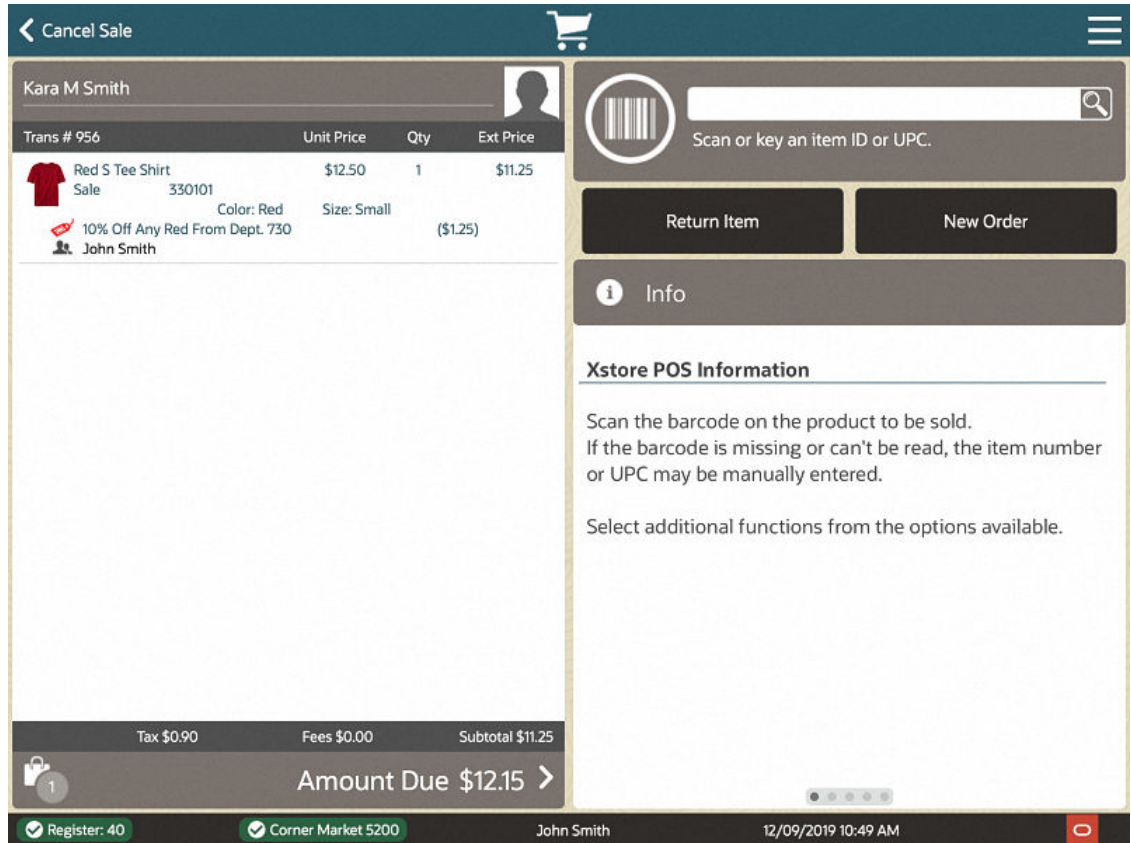 Cancel Sale
Kara M Smith
Trans # 956 Unit Price Qty Ext Price
Red S Tee Shirt $12.50 1 $11.25
Sale 330101
Color: Red Size: Small
10% Off Any Red From Dept. 730 ($1.25)
John Smith
Tax $0.90 Fees $0.00 Subtotal $11.25
1 Amount Due $12.15
Scan or key an item ID or UPC.
Return Item New Order
Info
Xstore POS Information
Scan the barcode on the product to be sold.
If the barcode is missing or can't be read, the item number
or UPC may be manually entered.
Select additional functions from the options available.
Register: 40 Corner Market 5200 John Smith 12/09/2019 10:49 AM